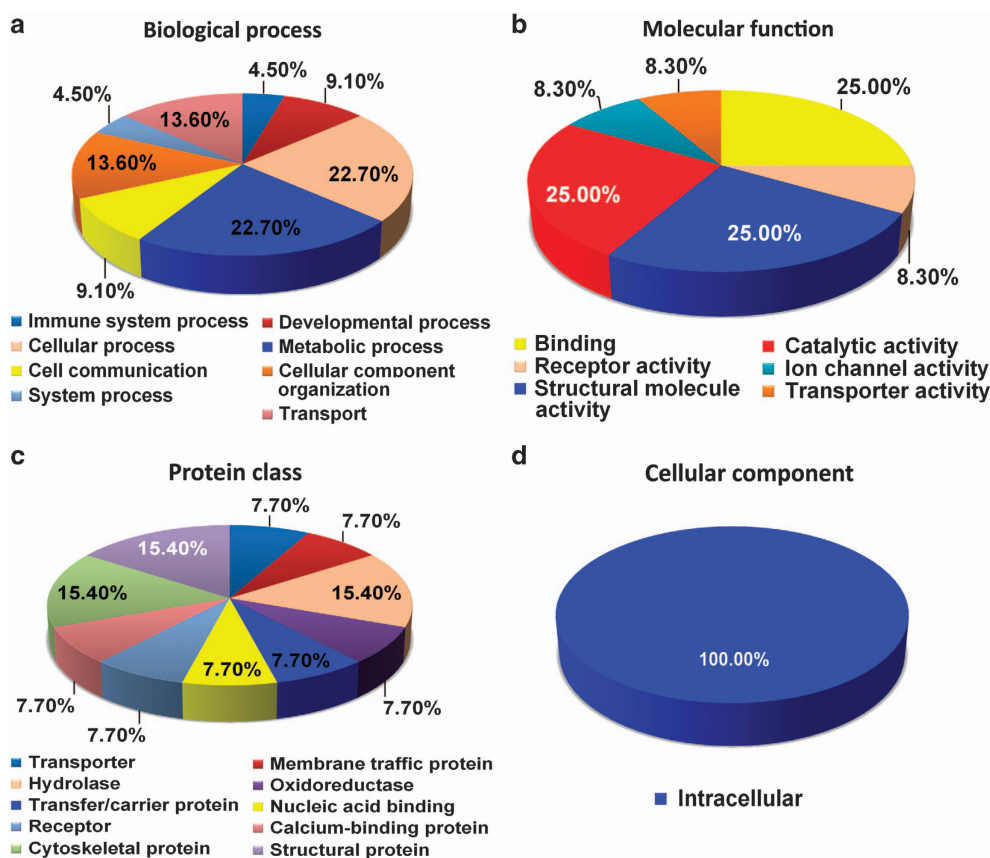 a
Biological process
4.50%
9.10%
4.50%
13.60%
13.60%
22.70%
22.70%
9.10%
Immune system process
Developmental process
Cellular process
Metabolic process
Cell communication
Cellular component
organization
System process
Transport
b
Molecular function
8.30%
8.30%
25.00%
25.00%
25.00%
8.30%
Binding
Catalytic activity
Receptor activity
Ion channel activity
Structural molecule
activity
Transporter activity
c
Protein class
7.70%
7.70%
15.40%
15.40%
15.40%
7.70%
7.70%
7.70%
7.70%
7.70%
Transporter
Membrane traffic protein
Hydrolase
Oxidoreductase
Transfer/carrier protein
Nucleic acid binding
Receptor
Calcium-binding protein
Cytoskeletal protein
Structural protein
d
Cellular component
100.00%
Intracellular